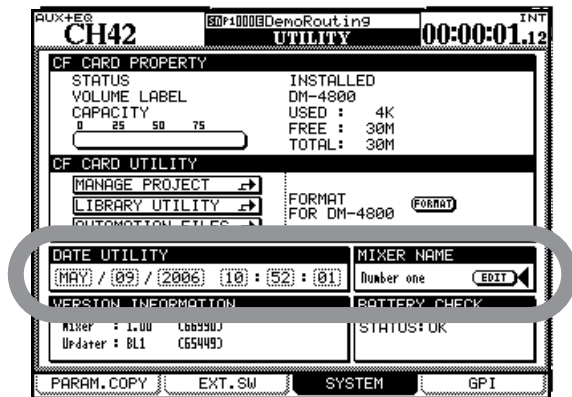 AUX+EQ
CH42
DemoRouting
UTILITY
INT
00:00:01.12
CF CARD PROPERTY
STATUS INSTALLED
VOLUME LABEL DM-4800
CAPACITY USED : 4K
0 25 50 75 FREE : 30M
TOTAL: 30M
CF CARD UTILITY
MANAGE PROJECT
LIBRARY UTILITY
FORMAT
FOR DM-4800
FORMAT
AUTOMATION FILES
DATE UTILITY
MAY / 09 / 2006 10 : 52 : 01
MIXER NAME
Number one EDIT
VERSION INFORMATION
Mixer : 1.00
Updater : BL1 (65449)
BATTERY CHECK
STATUS:OK
PARAM.COPY EXT.SW SYSTEM GPI